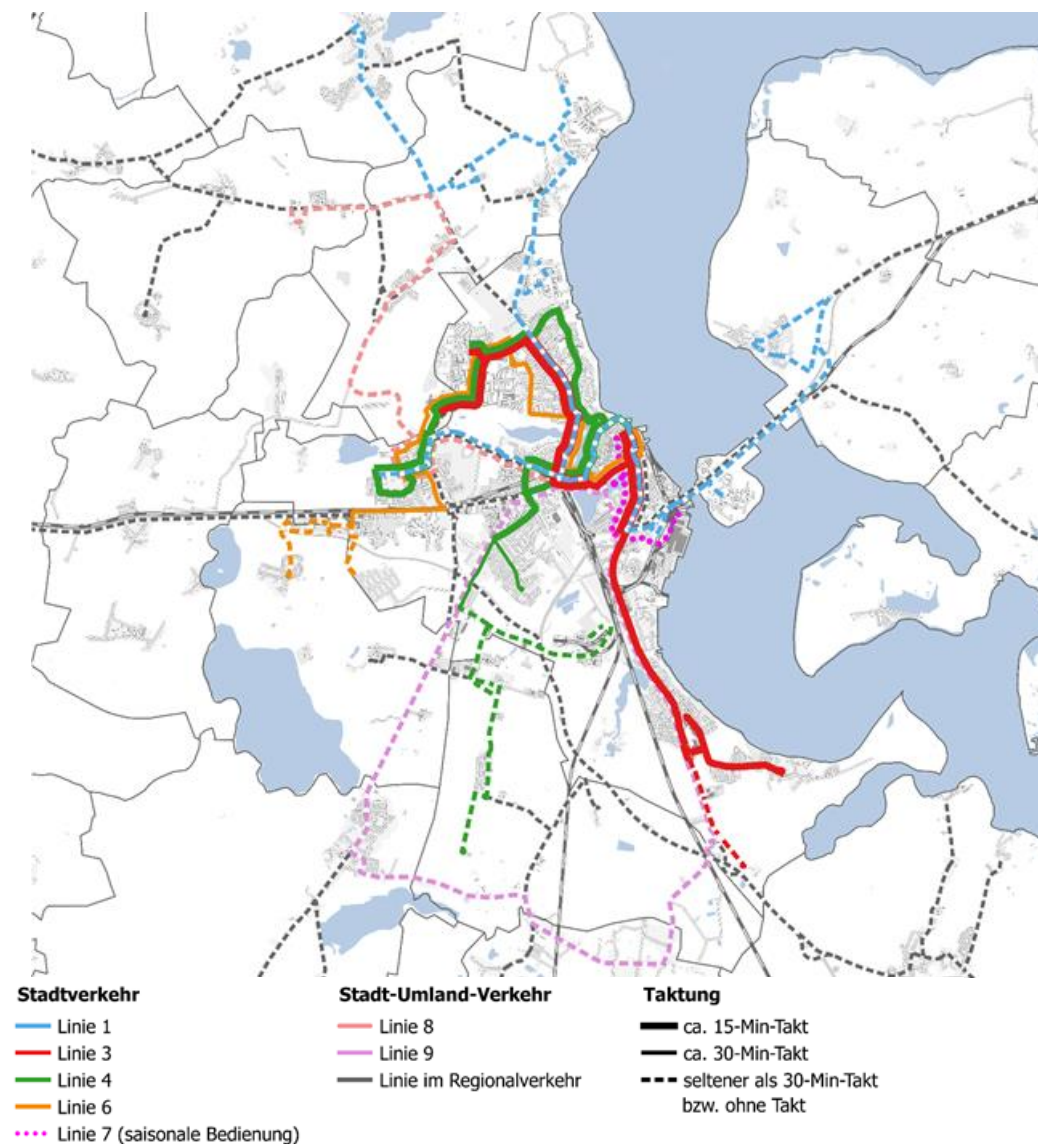 Stadtverkehr
Linie 1
Linie 3
Linie 4
Linie 6
Linie 7 (saisonale Bedienung)
Stadt-Umland-Verkehr
Linie 8
Linie 9
Linie im Regionalverkehr
Taktung
ca. 15-Min-Takt
ca. 30-Min-Takt
seltener als 30-Min-Takt
bzw. ohne Takt